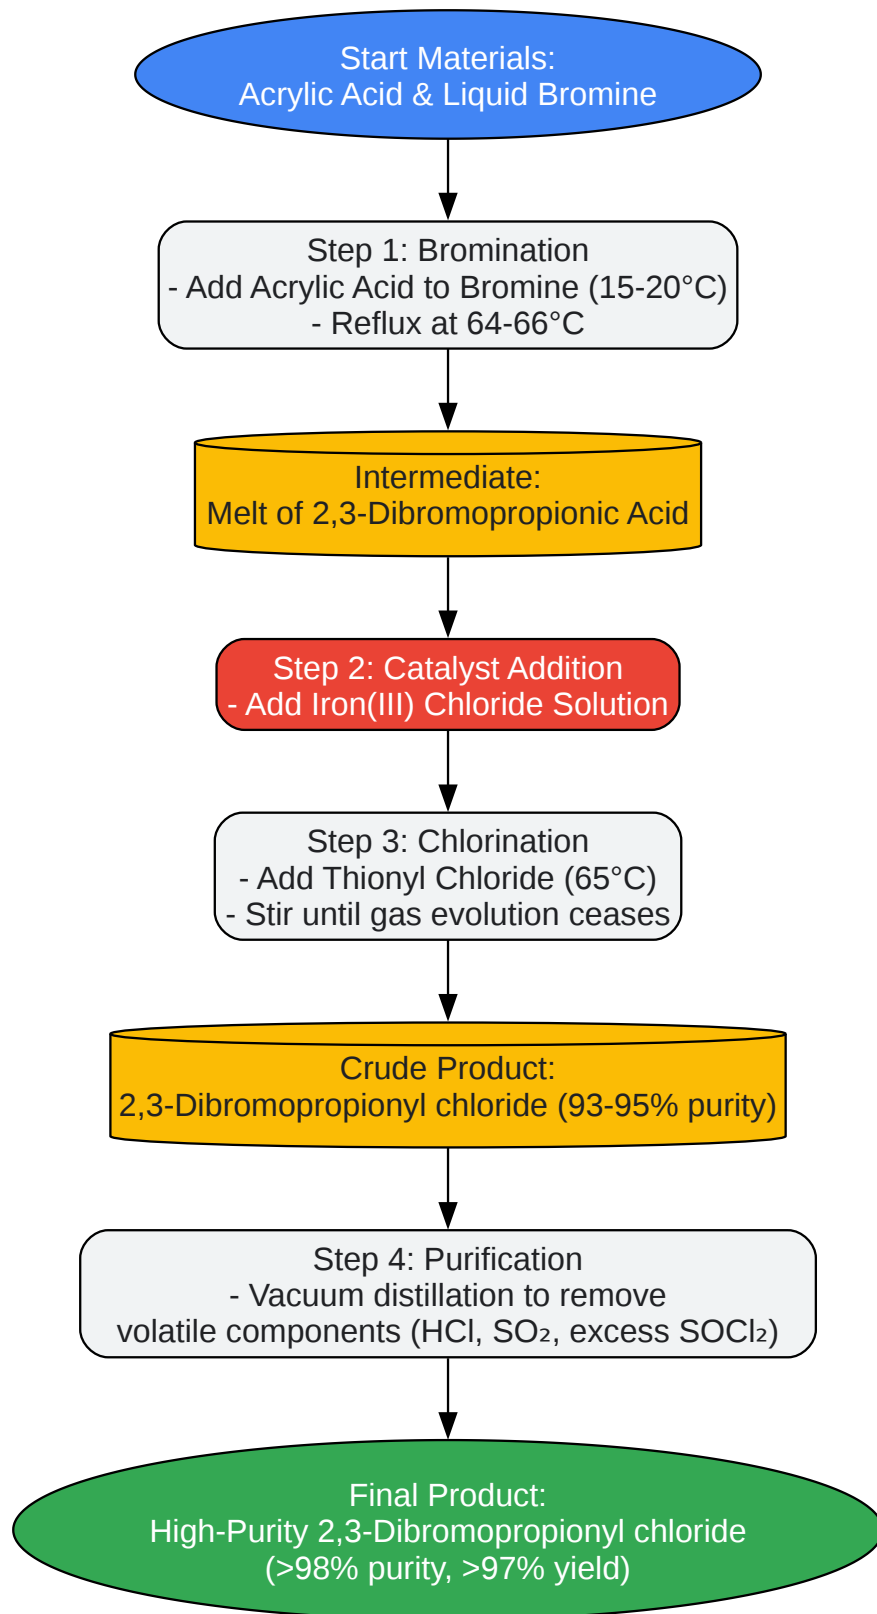 Start Materials:
Acrylic Acid & Liquid Bromine
Step 1: Bromination
- Add Acrylic Acid to Bromine (15-20°C)
- Reflux at 64-66°C
Intermediate:
Melt of 2,3-Dibromopropionic Acid
Step 2: Catalyst Addition
- Add Iron(III) Chloride Solution
Step 3: Chlorination
- Add Thionyl Chloride (65°C)
- Stir until gas evolution ceases
Crude Product:
2,3-Dibromopropionyl chloride (93-95% purity)
Step 4: Purification
- Vacuum distillation to remove
volatile components (HCl, SO₂, excess SOCl₂)
Final Product:
High-Purity 2,3-Dibromopropionyl chloride
(>98% purity, >97% yield)